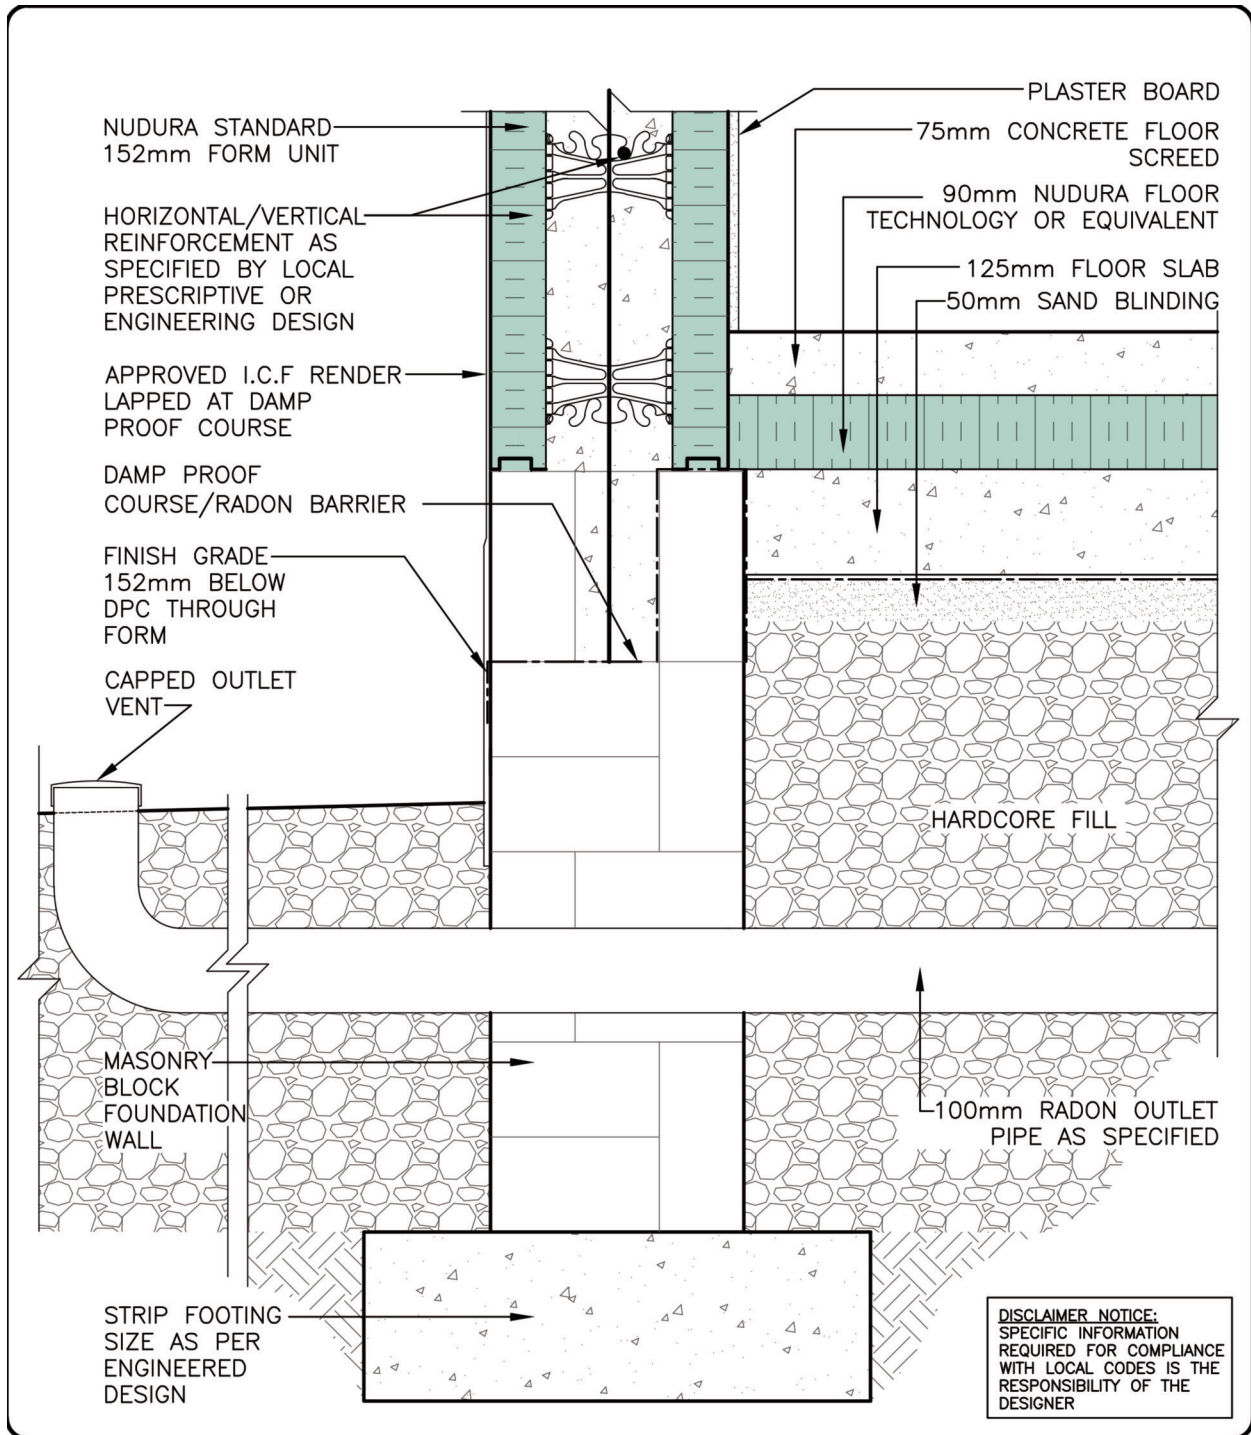 NUDURA STANDARD
152mm FORM UNIT
HORIZONTAL/VERTICAL
REINFORCEMENT AS
SPECIFIED BY LOCAL
PRESCRIPTIVE OR
ENGINEERING DESIGN
APPROVED I.C.F RENDER
LAPPED AT DAMP
PROOF COURSE
DAMP PROOF
COURSE/RADON BARRIER
FINISH GRADE
152mm BELOW
DPC THROUGH
FORM
CAPPED OUTLET
VENT
MASONRY
BLOCK
FOUNDATION
WALL
STRIP FOOTING
SIZE AS PER
ENGINEERED
DESIGN
PLASTER BOARD
75mm CONCRETE FLOOR
SCREED
90mm NUDURA FLOOR
TECHNOLOGY OR EQUIVALENT
125mm FLOOR SLAB
50mm SAND BLINDING
HARDCORE FILL
100mm RADON OUTLET
PIPE AS SPECIFIED
DISCLAIMER NOTICE:
SPECIFIC INFORMATION
REQUIRED FOR COMPLIANCE
WITH LOCAL CODES IS THE
RESPONSIBILITY OF THE
DESIGNER